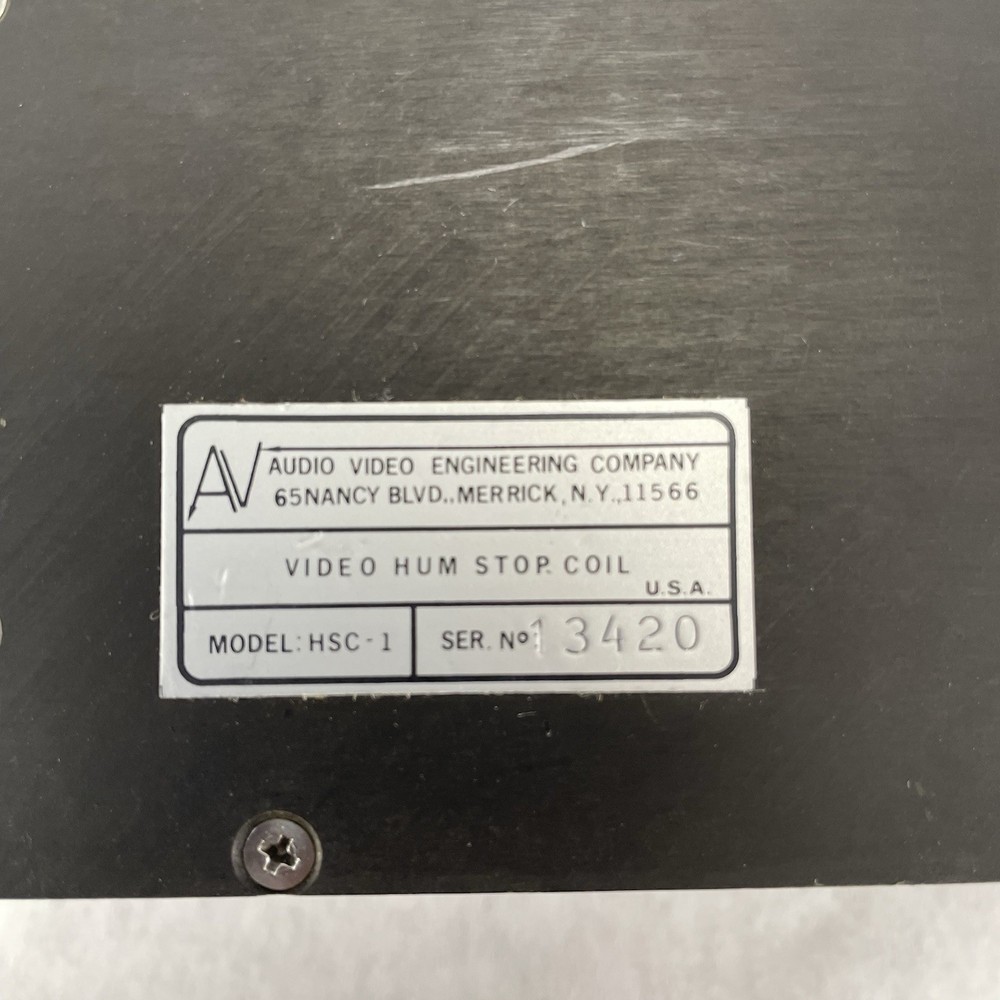 AV AUDIO VIDEO ENGINEERING COMPANY
65NANCY BLVD.,MERRICK, N.Y.,11566
VIDEO HUM STOP COIL
U.S.A.
MODEL: HSC-1 SER. Nº 13420